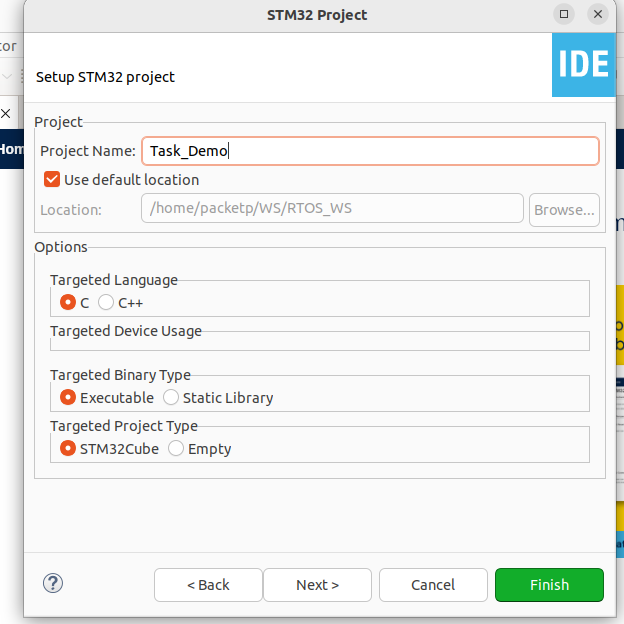 STM32 Project
tor
Setup STM32 project
IDE
Hom
Project
Project Name: Task_Demo
Use default location
Location: /home/packetp/WS/RTOS_WS Browse...
Options
Targeted Language
C C++
Targeted Device Usage
Targeted Binary Type
Executable Static Library
Targeted Project Type
STM32Cube Empty
? < Back Next > Cancel Finish